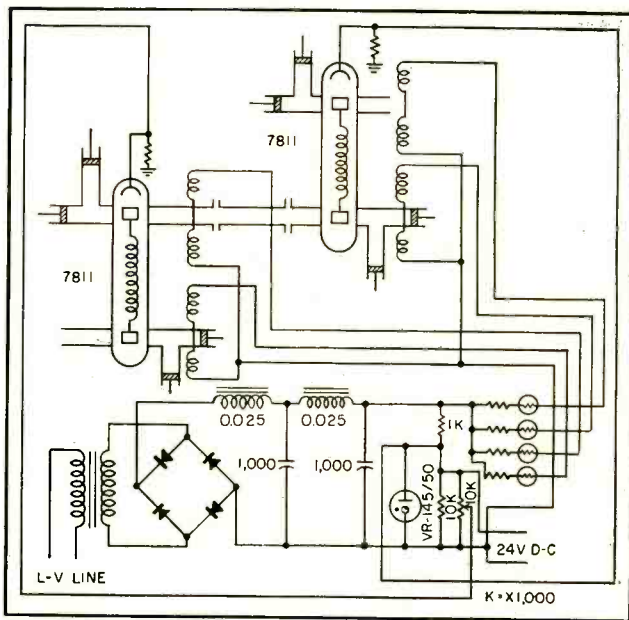 7811
7811
0.025
0.025
1K
1,000
1,000
VR-145/50
10K
10K
24V D-C
L-V LINE
K=X1,000